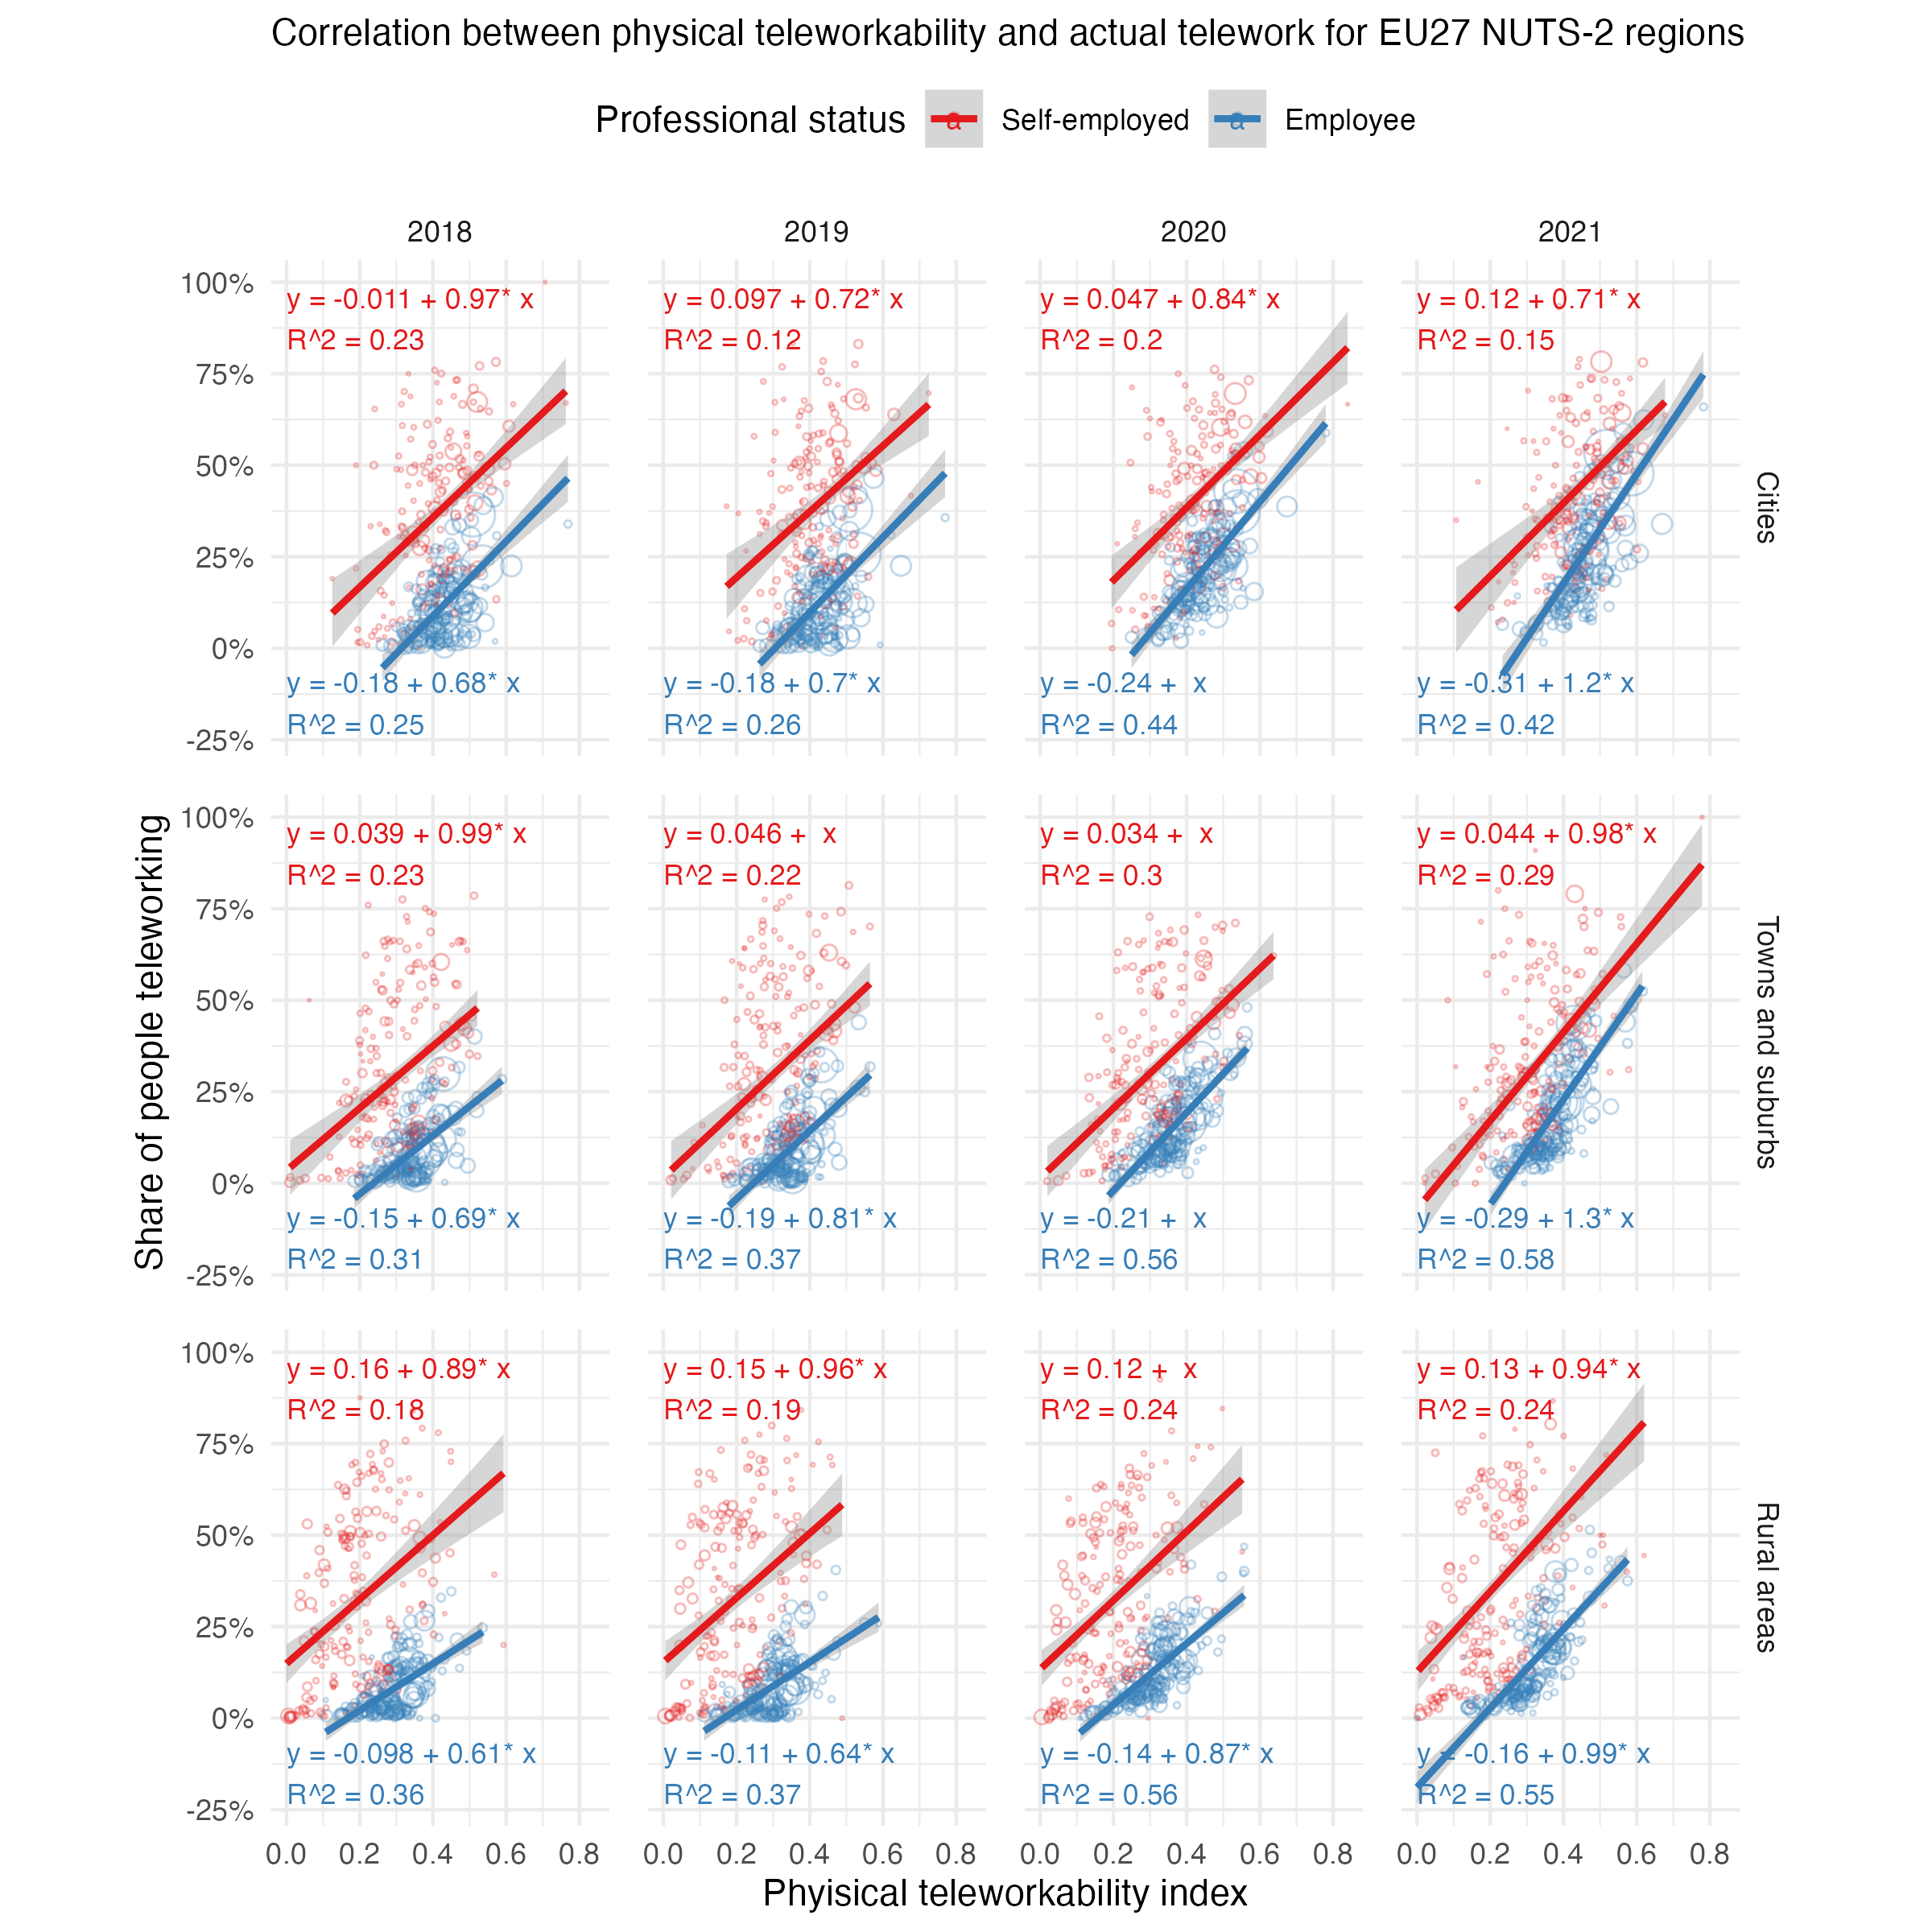 Correlation between physical teleworkability and actual telework for EU27 NUTS-2 regions
Professional status a Self-employed a Employee
2018 2019 2020 2021
100%
75%
50%
25%
0%
-25%
y = -0.011 + 0.97* x
R^2 = 0.23
y = -0.18 + 0.68* x
R^2 = 0.25
y = 0.097 + 0.72* x
R^2 = 0.12
y = -0.18 + 0.7* x
R^2 = 0.26
y = 0.047 + 0.84* x
R^2 = 0.2
y = -0.24 +  x
R^2 = 0.44
y = 0.12 + 0.71* x
R^2 = 0.15
y = -0.31 + 1.2* x
R^2 = 0.42
Cities
Share of people teleworking
100%
75%
50%
25%
0%
-25%
y = 0.039 + 0.99* x
R^2 = 0.23
y = -0.15 + 0.69* x
R^2 = 0.31
y = 0.046 +  x
R^2 = 0.22
y = -0.19 + 0.81* x
R^2 = 0.37
y = 0.034 +  x
R^2 = 0.3
y = -0.21 +  x
R^2 = 0.56
y = 0.044 + 0.98* x
R^2 = 0.29
y = -0.29 + 1.3* x
R^2 = 0.58
Towns and suburbs
100%
75%
50%
25%
0%
-25%
y = 0.16 + 0.89* x
R^2 = 0.18
y = -0.098 + 0.61* x
R^2 = 0.36
y = 0.15 + 0.96* x
R^2 = 0.19
y = -0.11 + 0.64* x
R^2 = 0.37
y = 0.12 +  x
R^2 = 0.24
y = -0.14 + 0.87* x
R^2 = 0.56
y = 0.13 + 0.94* x
R^2 = 0.24
y = -0.16 + 0.99* x
R^2 = 0.55
Rural areas
0.0 0.2 0.4 0.6 0.8 0.0 0.2 0.4 0.6 0.8 0.0 0.2 0.4 0.6 0.8 0.0 0.2 0.4 0.6 0.8
Phyisical teleworkability index